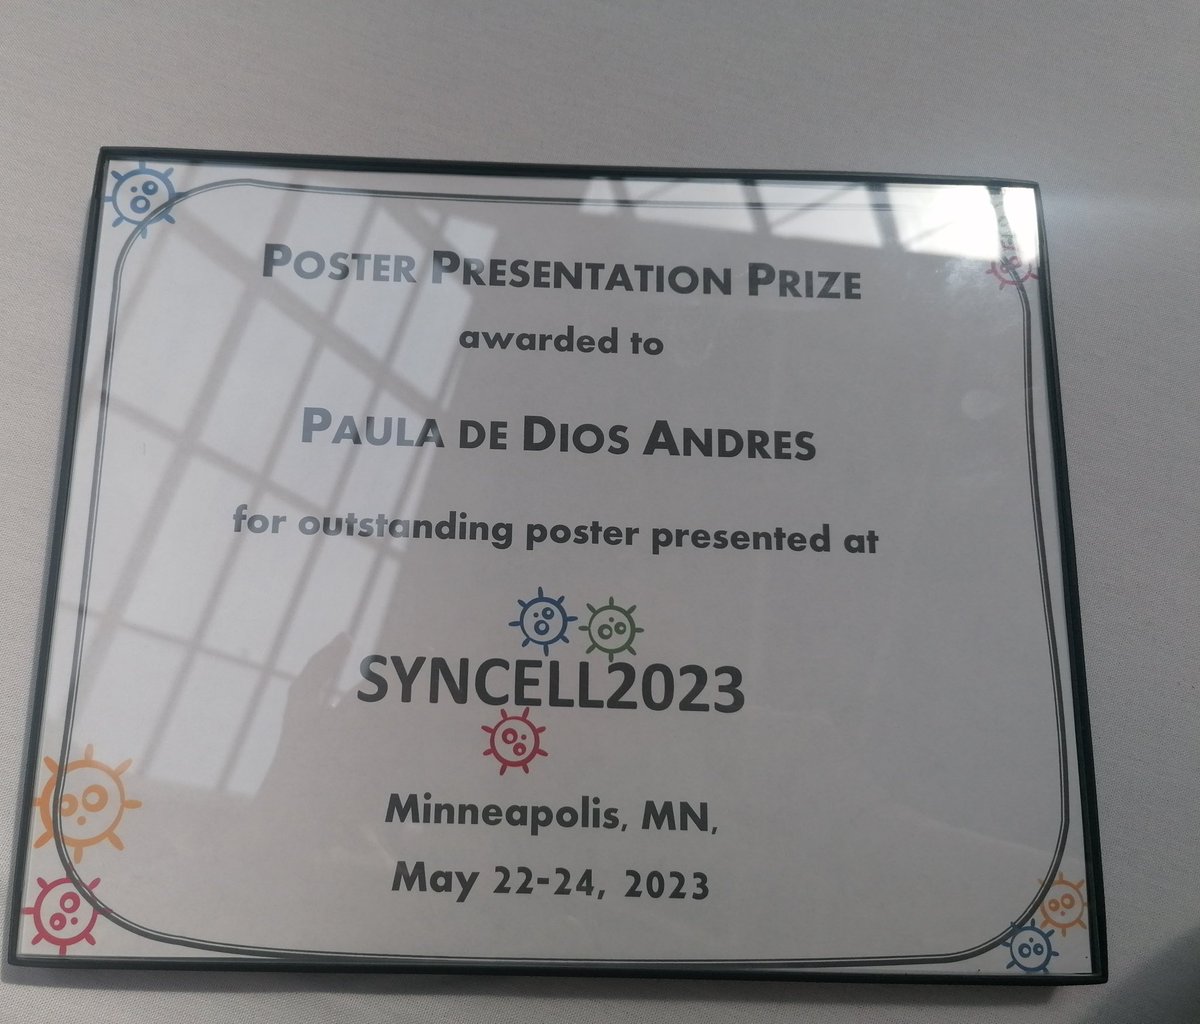 POSTER PRESENTATION PRIZE
awarded to
PAULA DE DIOS ANDRES
for outstanding poster presented at
SYNCELL2023
Minneapolis, MN,
May 22-24, 2023